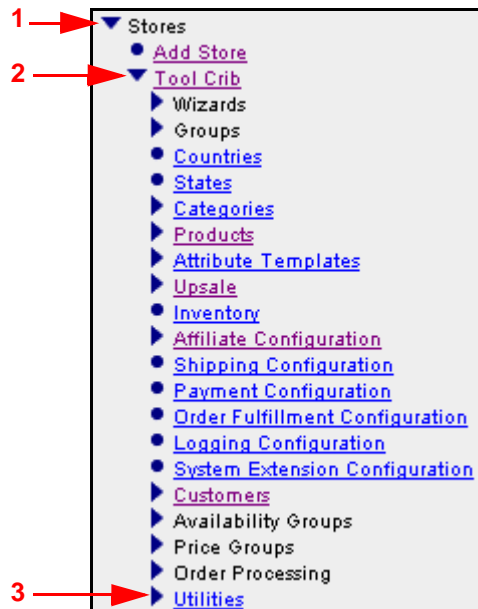 1 Stores
Add Store
2 Tool Crib
Wizards
Groups
Countries
States
Categories
Products
Attribute Templates
Upsale
Inventory
Affiliate Configuration
Shipping Configuration
Payment Configuration
Order Fulfillment Configuration
Logging Configuration
System Extension Configuration
Customers
Availability Groups
Price Groups
Order Processing
3 Utilities